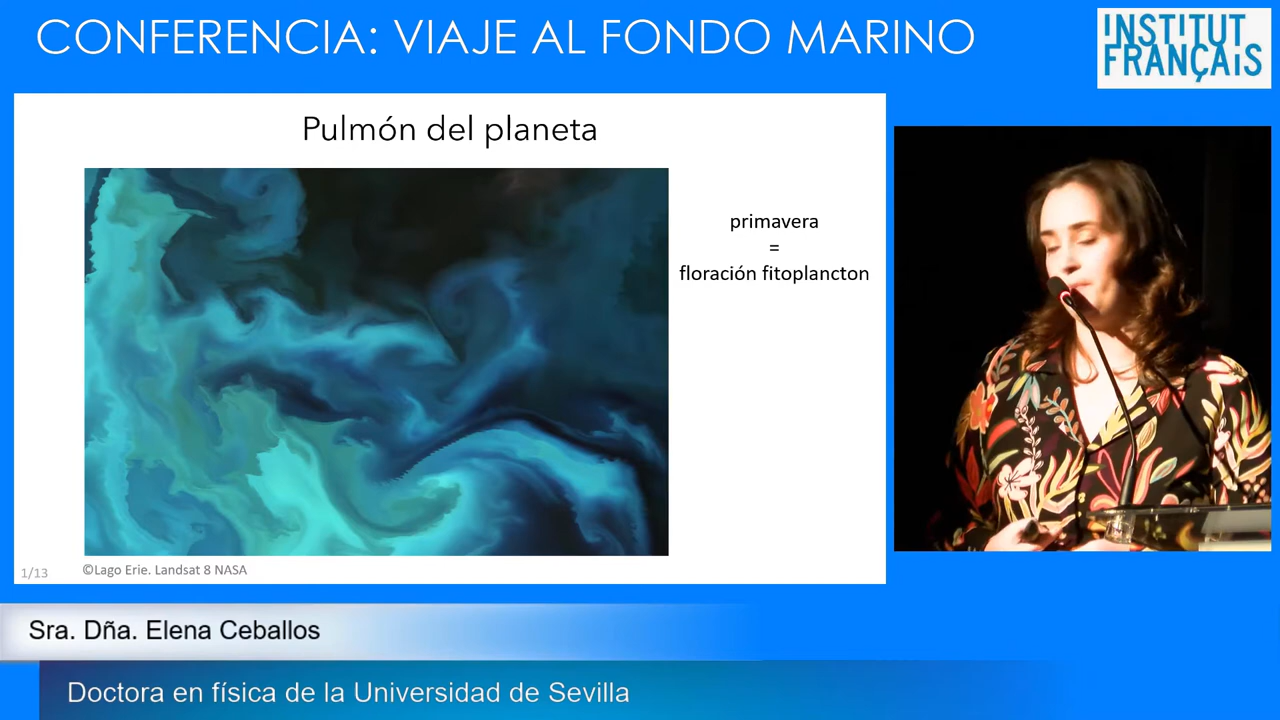 CONFERENCIA: VIAJE AL FONDO MARINO
INSTITUT
FRANÇAIS
Pulmón del planeta
primavera
=
floración fitoplancton
1/13
©Lago Erie. Landsat 8 NASA
Sra. Dña. Elena Ceballos
Doctora en física de la Universidad de Sevilla